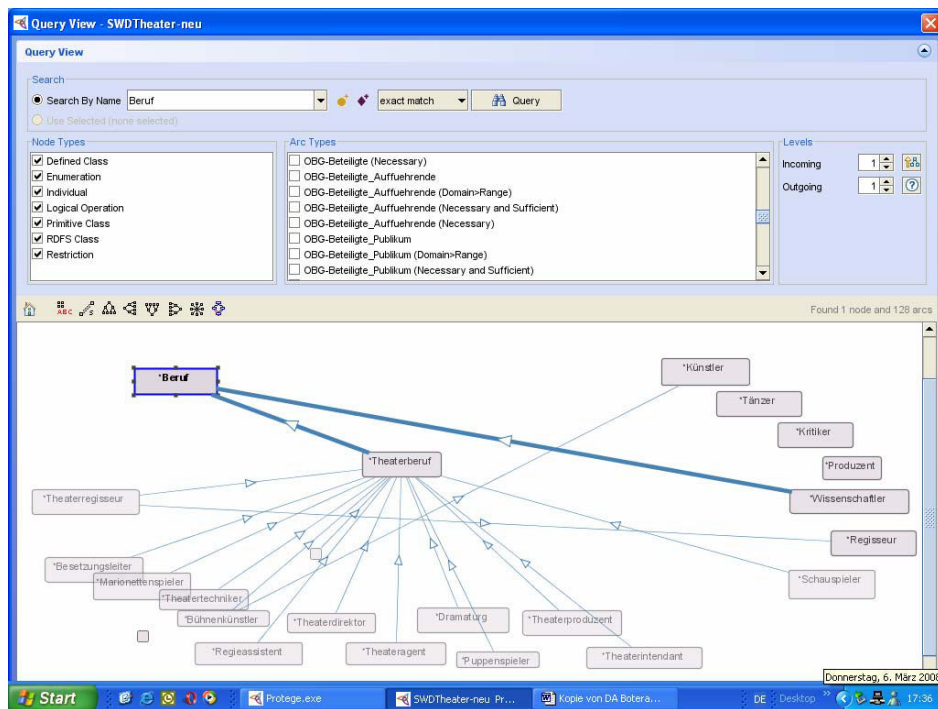 Query View - SWDTheater-neu
Query View
Search
Search By Name Beruf exact match Query
Use Selected (none selected)
Node Types
Defined Class
Enumeration
Individual
Logical Operation
Primitive Class
RDFS Class
Restriction
Arc Types
OBG-Beteiligte (Necessary)
OBG-Beteiligte_Auffuehrende
OBG-Beteiligte_Auffuehrende (Domain>Range)
OBG-Beteiligte_Auffuehrende (Necessary and Sufficient)
OBG-Beteiligte_Auffuehrende (Necessary)
OBG-Beteiligte_Publikum
OBG-Beteiligte_Publikum (Domain>Range)
OBG-Beteiligte_Publikum (Necessary and Sufficient)
Levels
Incoming 1
Outgoing 1
ABC
Found 1 node and 128 arcs
*Beruf
*Künstler
*Tänzer
*Kritiker
*Theaterberuf
*Produzent
*Theaterregisseur
*Wissenschaftler
*Regisseur
*Besetzungsleiter
*Marionettenspieler
*Schauspieler
*Theatertechniker
*Bühnenkünstler
*Theaterdirektor
*Dramaturg
*Theaterproduzent
*Regieassistent
*Theateragent
*Puppenspieler
*Theaterintendant
Donnerstag, 6. März 2008
Start Protege.exe SWDTheater-neu Pr... Kopie von DA Botera... DE Desktop » 17:36